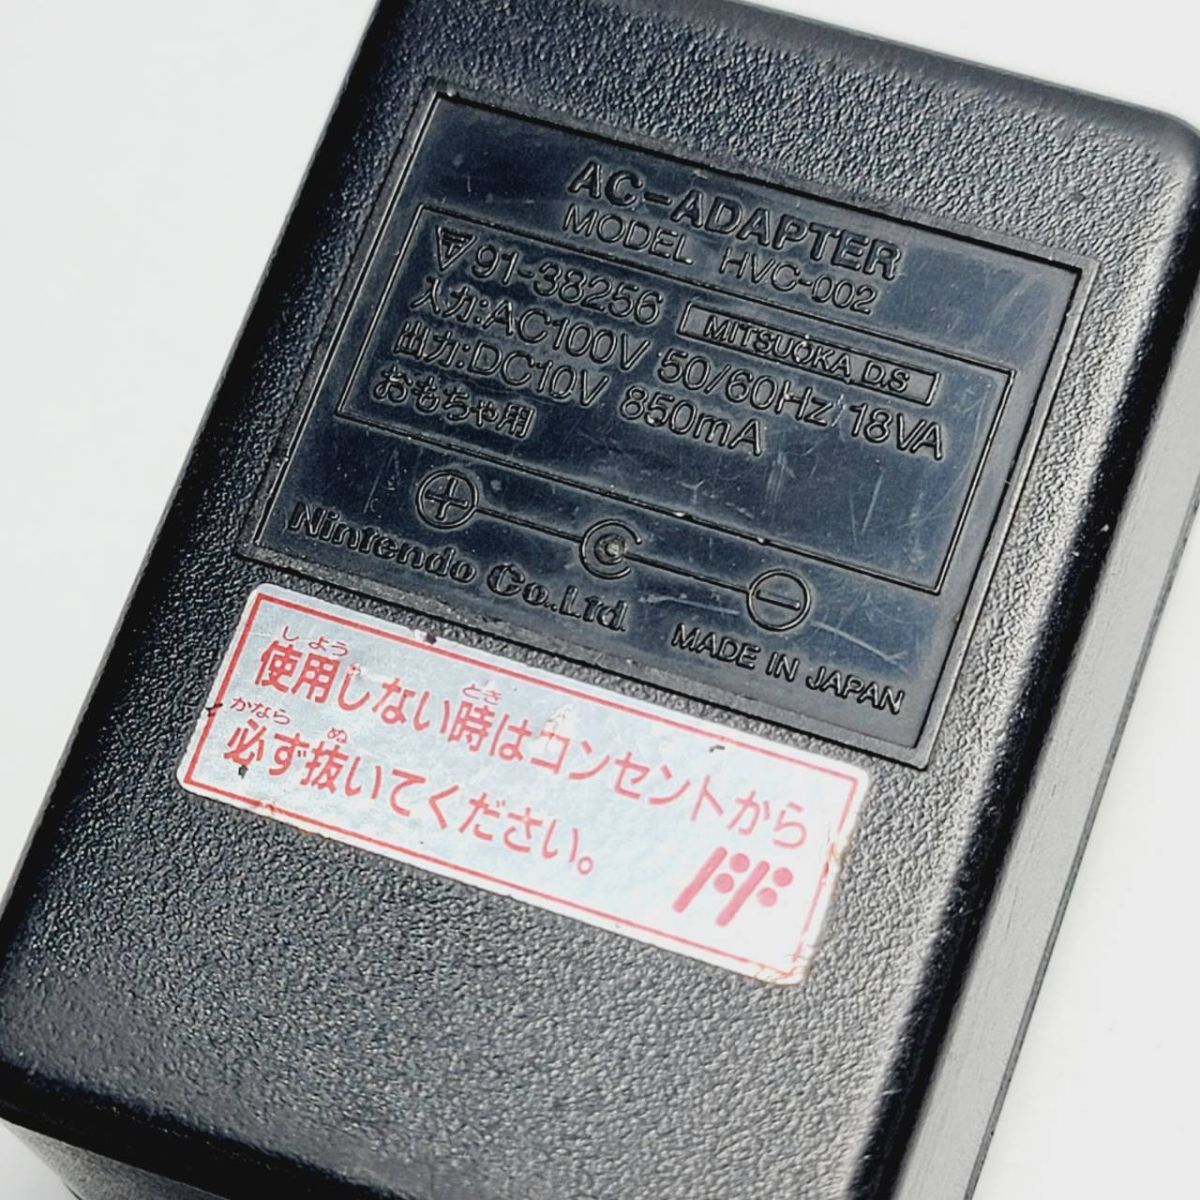 AC-ADAPTER
MODEL HVC-002
91-38256 MITSUOKA D.S
入力:AC100V 50/60Hz 18VA
出力:DC10V 850mA
おもちゃ用
Nintendo Co.,Ltd.
MADE IN JAPAN
しよう とき
使用しない時はコンセントから
かなら ぬ
必ず抜いてください。